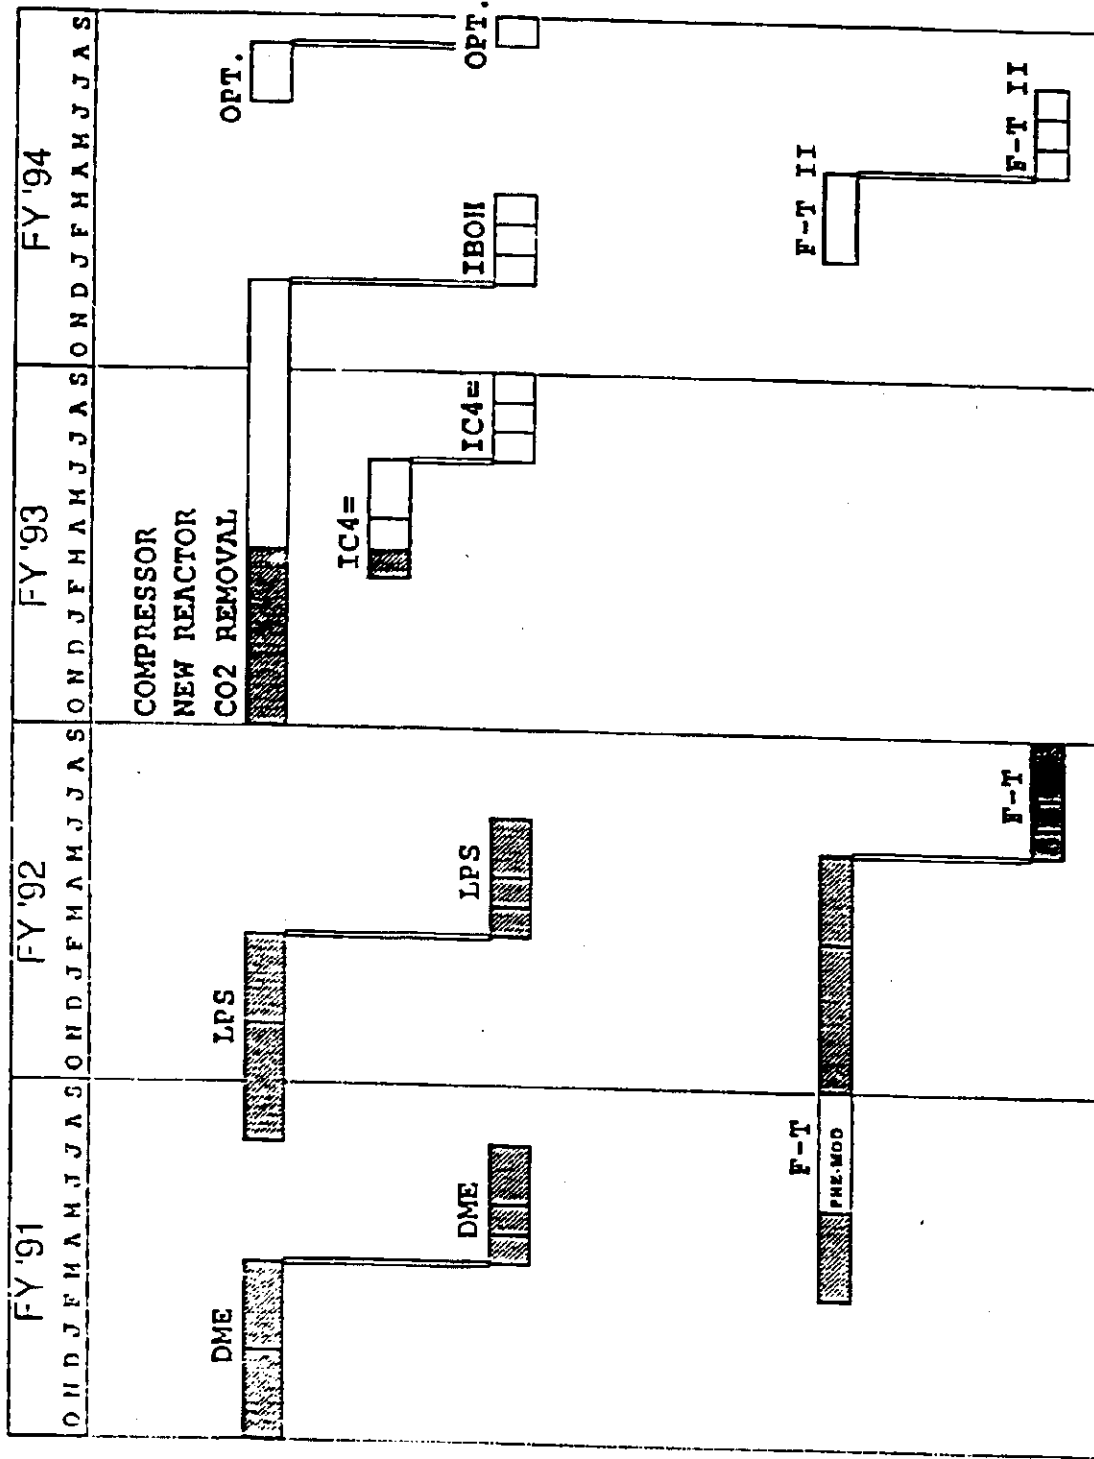 FY '91 FY '92 FY '93 FY '94
O N D J F M A M J J A S O N D J F M A M J J A S O N D J F M A M J J A S O N D J F M A M J J A S
COMPRESSOR
NEW REACTOR
DME LPS CO2 REMOVAL OPT.
IC4=
DME LPS IC4= IBOH OPT.
F-T F-T II
PRE-MOD
F-T F-T II